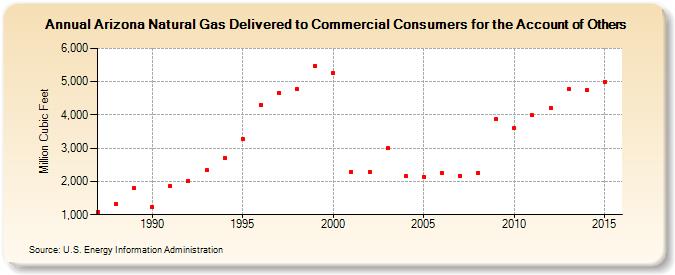 Annual Arizona Natural Gas Delivered to Commercial Consumers for the Account of Others
Million Cubic Feet
6,000
5,000
4,000
3,000
2,000
1,000
1990 1995 2000 2005 2010 2015
Source: U.S. Energy Information Administration